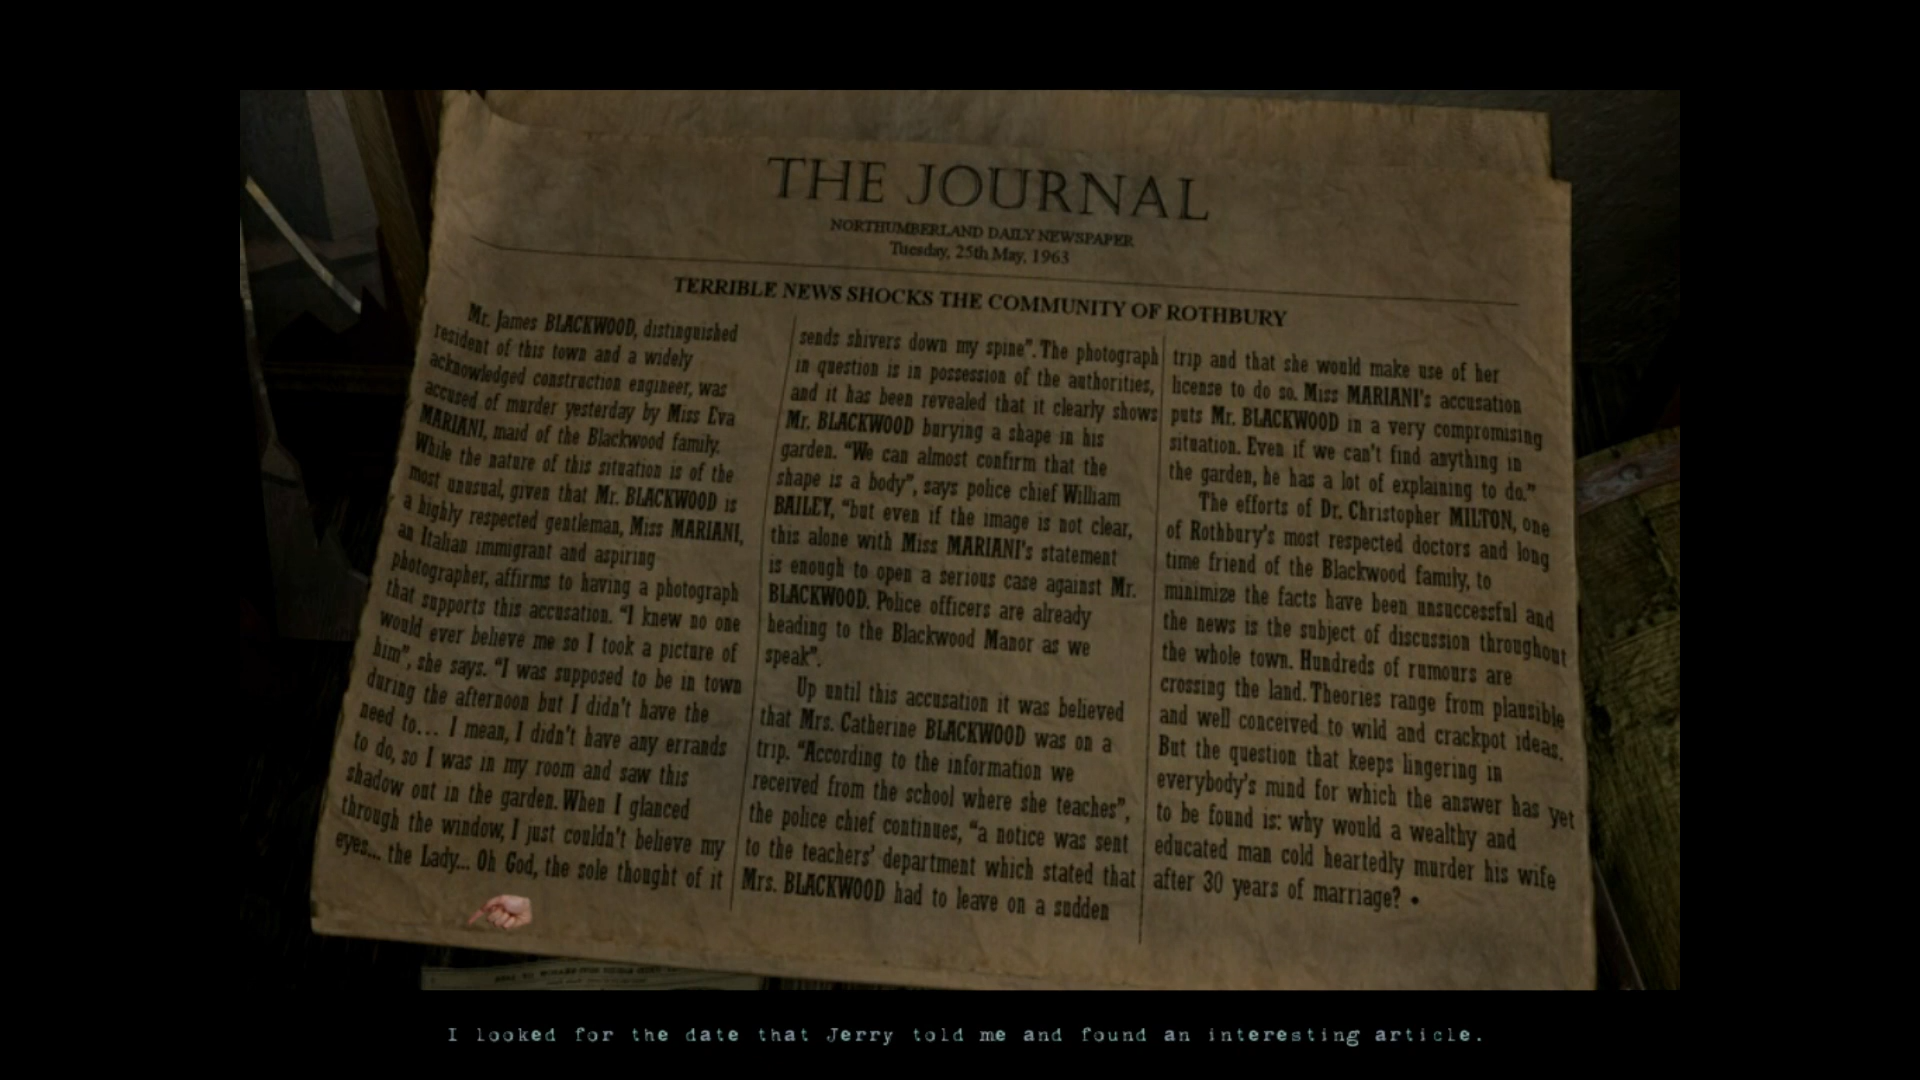 THE JOURNAL
NORTHUMBERLAND DAILY NEWSPAPER
Tuesday, 25th May, 1963
TERRIBLE NEWS SHOCKS THE COMMUNITY OF ROTHBURY
Mr. James BLACKWOOD, distinguished
resident of this town and a widely
acknowledged construction engineer, was
accused of murder yesterday by Miss Eva
MARIANI, maid of the Blackwood family.
While the nature of this situation is of the
most unusual, given that Mr. BLACKWOOD is
a highly respected gentleman, Miss MARIANI,
an Italian immigrant and aspiring
photographer, affirms to having a photograph
that supports this accusation. “I knew no one
would ever believe me so I took a picture of
him”, she says. “I was supposed to be in town
during the afternoon but I didn't have the
need to... I mean, I didn't have any errands
to do, so I was in my room and saw this
shadow out in the garden. When I glanced
through the window, I just couldn't believe my
eyes... the Lady... Oh God, the sole thought of it
sends shivers down my spine”. The photograph
in question is in possession of the authorities,
and it has been revealed that it clearly shows
Mr. BLACKWOOD burying a shape in his
garden. “We can almost confirm that the
shape is a body”, says police chief William
BAILEY, “but even if the image is not clear,
this alone with Miss MARIANI's statement
is enough to open a serious case against Mr.
BLACKWOOD. Police officers are already
heading to the Blackwood Manor as we
speak”.
Up until this accusation it was believed
that Mrs. Catherine BLACKWOOD was on a
trip. “According to the information we
received from the school where she teaches”,
the police chief continues, “a notice was sent
to the teachers' department which stated that
Mrs. BLACKWOOD had to leave on a sudden
trip and that she would make use of her
license to do so. Miss MARIANI's accusation
puts Mr. BLACKWOOD in a very compromising
situation. Even if we can't find anything in
the garden, he has a lot of explaining to do.”
The efforts of Dr. Christopher MILTON, one
of Rothbury's most respected doctors and long
time friend of the Blackwood family, to
minimize the facts have been unsuccessful and
the news is the subject of discussion throughout
the whole town. Hundreds of rumours are
crossing the land. Theories range from plausible
and well conceived to wild and crackpot ideas.
But the question that keeps lingering in
everybody's mind for which the answer has yet
to be found is: why would a wealthy and
educated man cold heartedly murder his wife
after 30 years of marriage? •
I looked for the date that Jerry told me and found an interesting article.